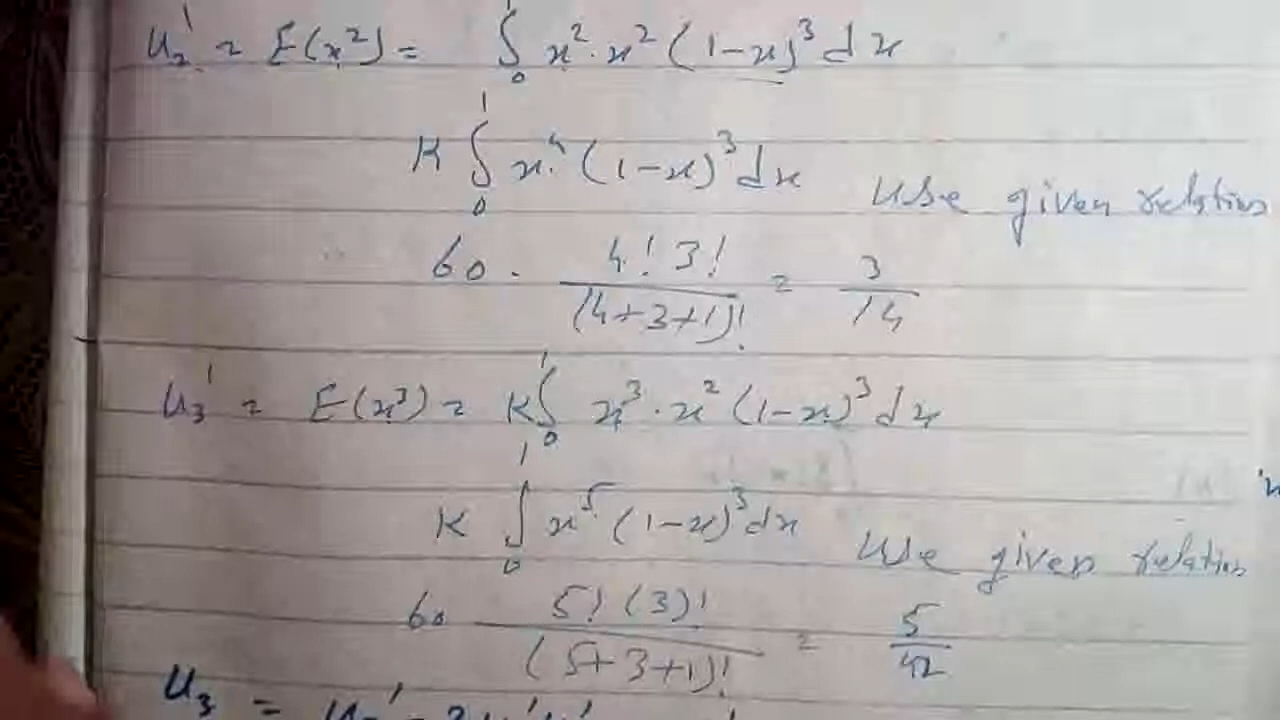 u₂' = E(x²) = ∫₀¹ x²·x² (1-x)³ dx
K ∫₀¹ x⁴ (1-x)³ dx use given relation
60 · 4! 3! / (4+3+1)! = 3/14
u₃' = E(x³) = K∫₀¹ x³·x² (1-x)³ dx
K ∫₀¹ x⁵ (1-x)³ dx Use given relation
60 5! (3)! / (5+3+1)! = 5/42
u₃ =